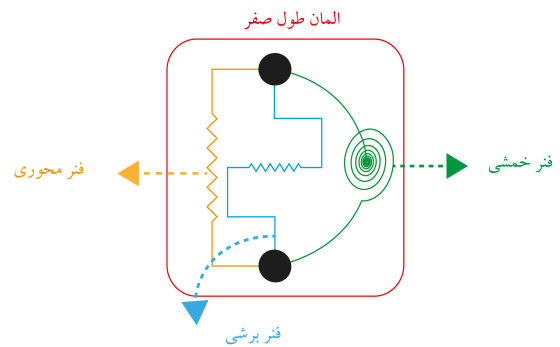 المان طول صفر
فنر خمشی
فنر محوری
فنر برشی